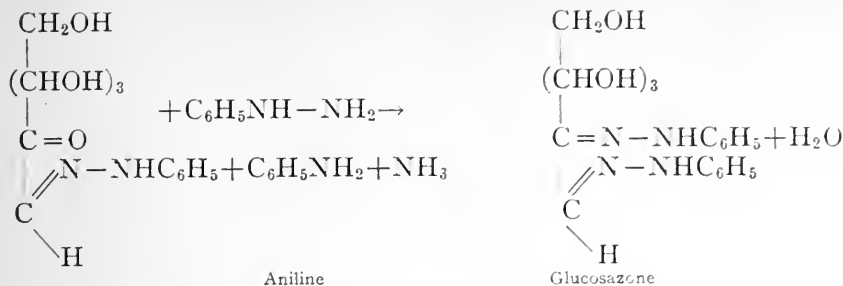 CH₂OH CH₂OH
(CHOH)₃ (CHOH)₃
+C₆H₅NH—NH₂→
C=O C=N—NHC₆H₅+H₂O
N—NHC₆H₅+C₆H₅NH₂+NH₃ N—NHC₆H₅
C C
H H
Aniline Glucosazone